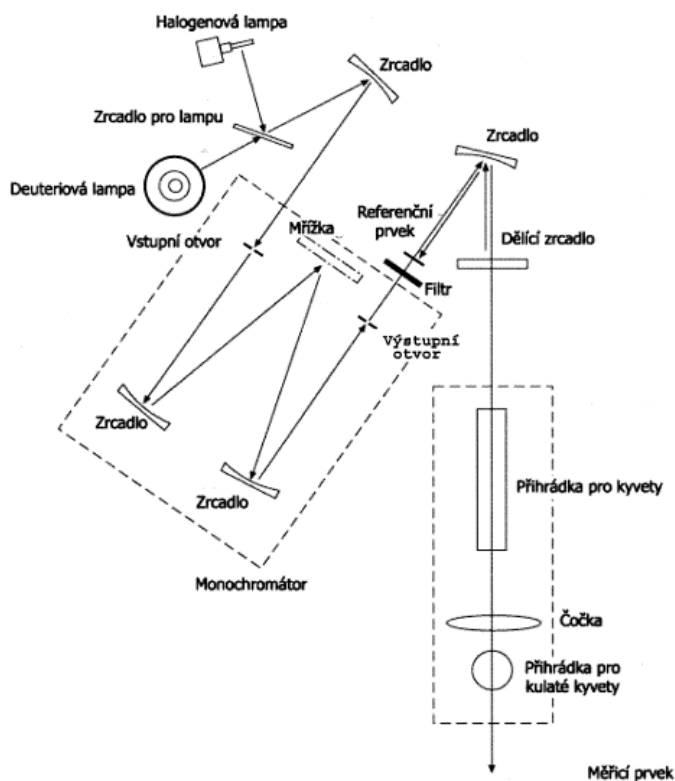 Halogenová lampa
Zrcadlo
Zrcadlo pro lampu
Zrcadlo
Deuteriová lampa
Referenční
prvek
Mřížka
Vstupní otvor
Dělící zrcadlo
Filtr
Výstupní
otvor
Zrcadlo
Zrcadlo
Přihrádka pro kyvety
Monochromátor
Čočka
Přihrádka pro
kulaté kyvety
Měřicí prvek